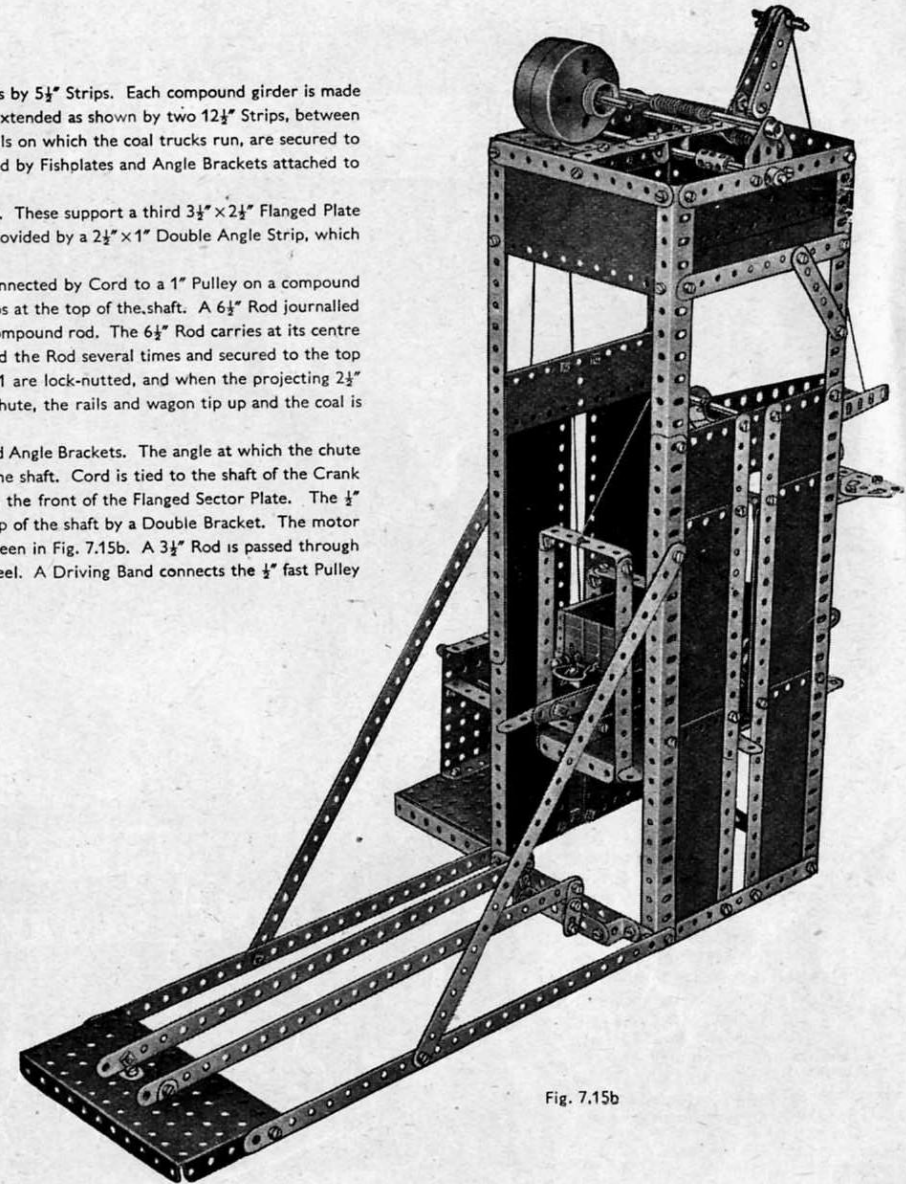 s by 5½″ Strips. Each compound girder is made
xtended as shown by two 12½″ Strips, between
ls on which the coal trucks run, are secured to
d by Fishplates and Angle Brackets attached to
. These support a third 3½″×2½″ Flanged Plate
ovided by a 2½″×1″ Double Angle Strip, which
nnected by Cord to a 1″ Pulley on a compound
s at the top of the shaft. A 6½″ Rod journalled
ompound rod. The 6½″ Rod carries at its centre
d the Rod several times and secured to the top
1 are lock-nutted, and when the projecting 2½″
hute, the rails and wagon tip up and the coal is
d Angle Brackets. The angle at which the chute
he shaft. Cord is tied to the shaft of the Crank
the front of the Flanged Sector Plate. The ½″
p of the shaft by a Double Bracket. The motor
een in Fig. 7.15b. A 3½″ Rod is passed through
eel. A Driving Band connects the ½″ fast Pulley
Fig. 7.15b